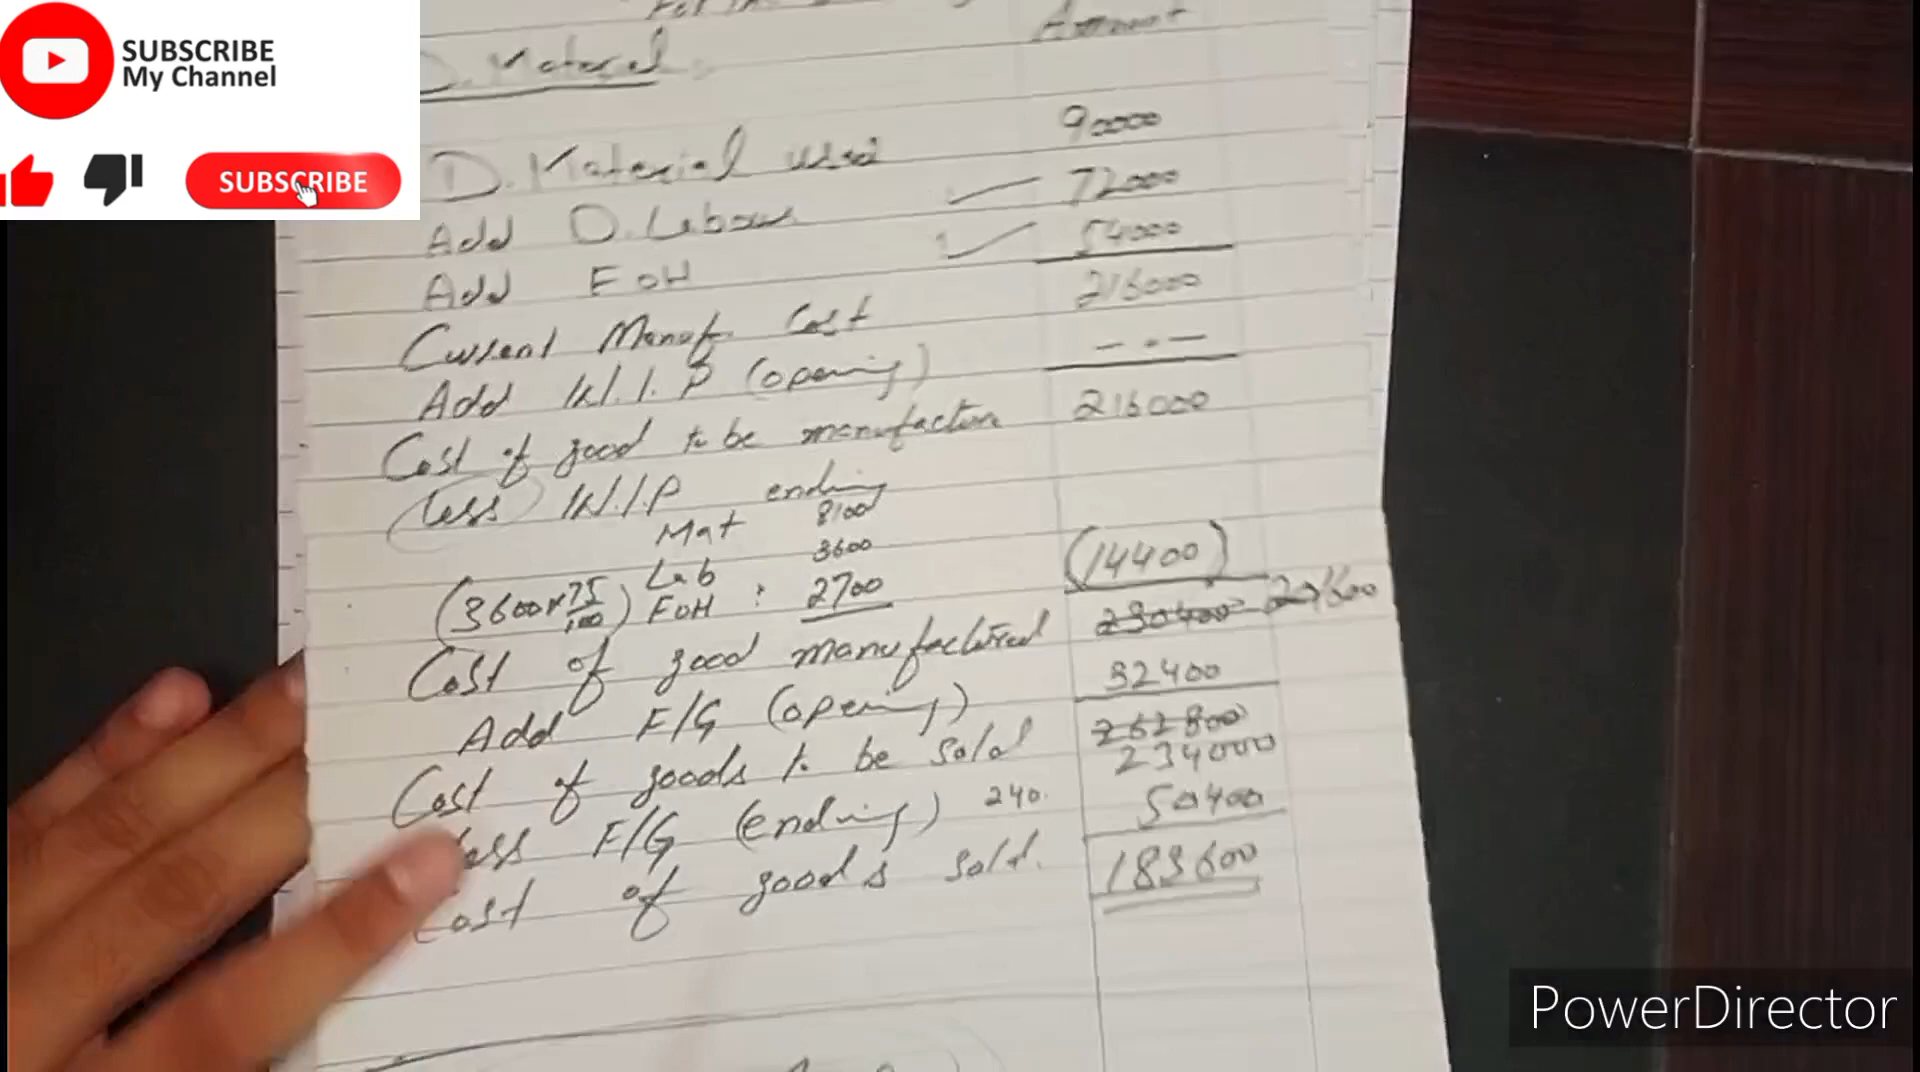 SUBSCRIBE
My Channel
SUBSCRIBE
Amount
D. Material
D. Material used 90000
Add D. Labour 72000
Add FOH 54000
Current Manuf. Cost 216000
Add W.I.P (opening) - - -
Cost of good to be manufacture 216000
Less W.I.P ending
Mat 8100
Lab 3600 (14400)
(3600x75/100) FOH : 2700
Cost of good manufactured 230400 201600
Add F/G (opening) 32400
262800
Cost of goods to be sold 234000
Less F/G (ending) 240. 50400
Cost of goods sold. 183600
PowerDirector